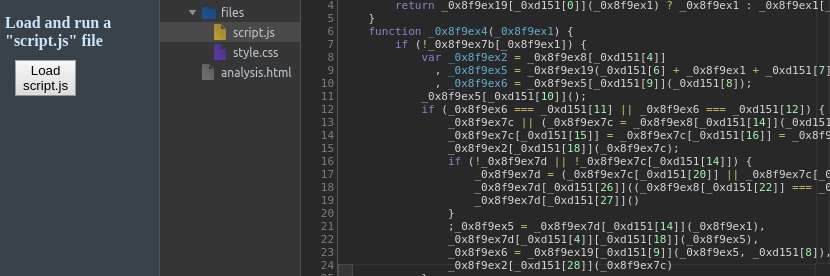 Load and run a
"script.js" file
Load
script.js
files
script.js
style.css
analysis.html
4 return _0x8f9ex19[_0xd151[0]](_0x8f9ex1) ? _0x8f9ex1 : _0x8f9ex1[_
5 }
6 function _0x8f9ex4(_0x8f9ex1) {
7 if (!_0x8f9ex7b[_0x8f9ex1]) {
8 var _0x8f9ex2 = _0x8f9ex8[_0xd151[4]]
9 , _0x8f9ex5 = _0x8f9ex19(_0xd151[6] + _0x8f9ex1 + _0xd151[7]
10 , _0x8f9ex6 = _0x8f9ex5[_0xd151[9]](_0xd151[8]);
11 _0x8f9ex5[_0xd151[10]]();
12 if (_0x8f9ex6 === _0xd151[11] || _0x8f9ex6 === _0xd151[12]) {
13 _0x8f9ex7c || (_0x8f9ex7c = _0x8f9ex8[_0xd151[14]](_0xd151
14 _0x8f9ex7c[_0xd151[15]] = _0x8f9ex7c[_0xd151[16]] = _0x8f9
15 _0x8f9ex2[_0xd151[18]](_0x8f9ex7c);
16 if (!_0x8f9ex7d || !_0x8f9ex7c[_0xd151[14]]) {
17 _0x8f9ex7d = (_0x8f9ex7c[_0xd151[20]] || _0x8f9ex7c[_0
18 _0x8f9ex7d[_0xd151[26]]((_0x8f9ex8[_0xd151[22]] === _0
19 _0x8f9ex7d[_0xd151[27]]()
20 }
21 ;_0x8f9ex5 = _0x8f9ex7d[_0xd151[14]](_0x8f9ex1),
22 _0x8f9ex7d[_0xd151[4]][_0xd151[18]](_0x8f9ex5),
23 _0x8f9ex6 = _0x8f9ex19[_0xd151[9]](_0x8f9ex5, _0xd151[8]),
24 _0x8f9ex2[_0xd151[28]](_0x8f9ex7c)